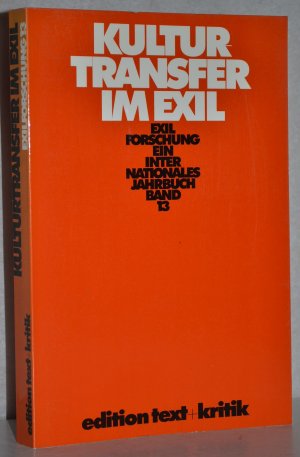 KULTUR-
TRANSFER
IM EXIL
EXIL
FORSCHUNG
EIN
INTER
NATIONALES
JAHRBUCH
BAND
13
edition text+kritik
KULTURTRANSFER IM EXIL
EXILFORSCHUNG 13
edition text+kritik